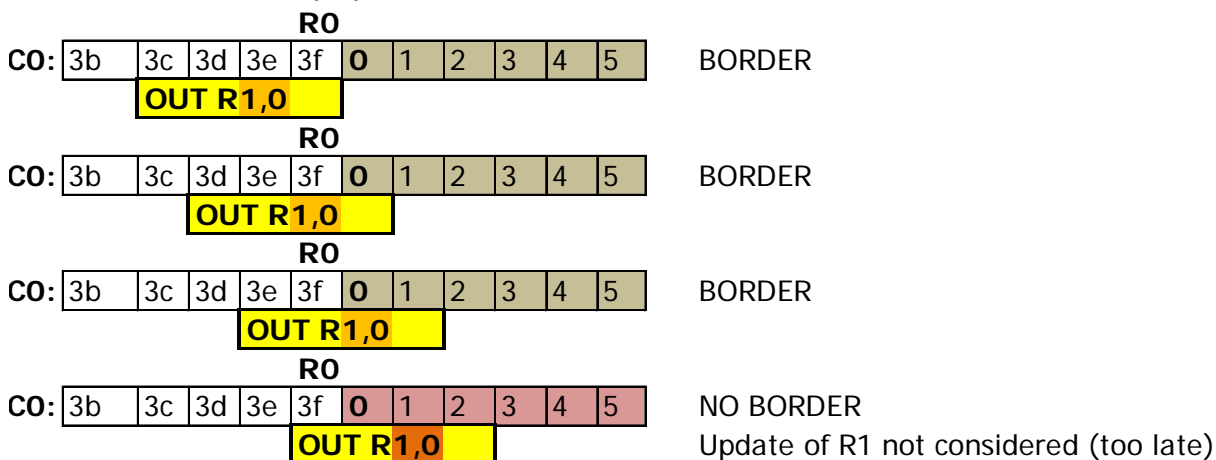 R0
C0: 3b 3c 3d 3e 3f 0 1 2 3 4 5 BORDER
OUT R1,0
R0
C0: 3b 3c 3d 3e 3f 0 1 2 3 4 5 BORDER
OUT R1,0
R0
C0: 3b 3c 3d 3e 3f 0 1 2 3 4 5 BORDER
OUT R1,0
R0
C0: 3b 3c 3d 3e 3f 0 1 2 3 4 5 NO BORDER
OUT R1,0 Update of R1 not considered (too late)